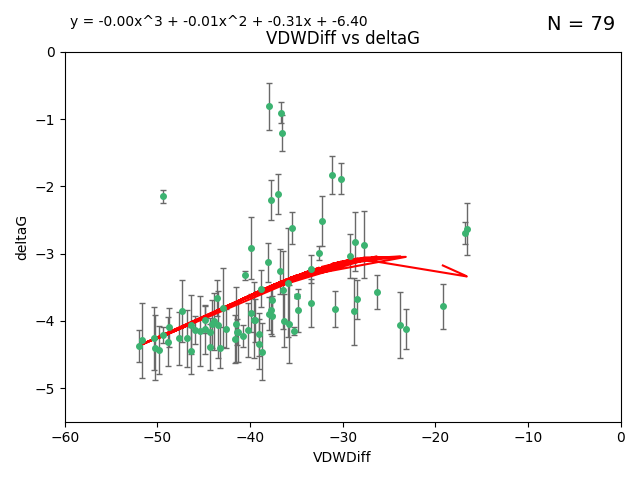 y = -0.00x^3 + -0.01x^2 + -0.31x + -6.40
N = 79
VDWDiff vs deltaG
0
−1
−2
−3
−4
−5
deltaG
−60 −50 −40 −30 −20 −10 0
VDWDiff